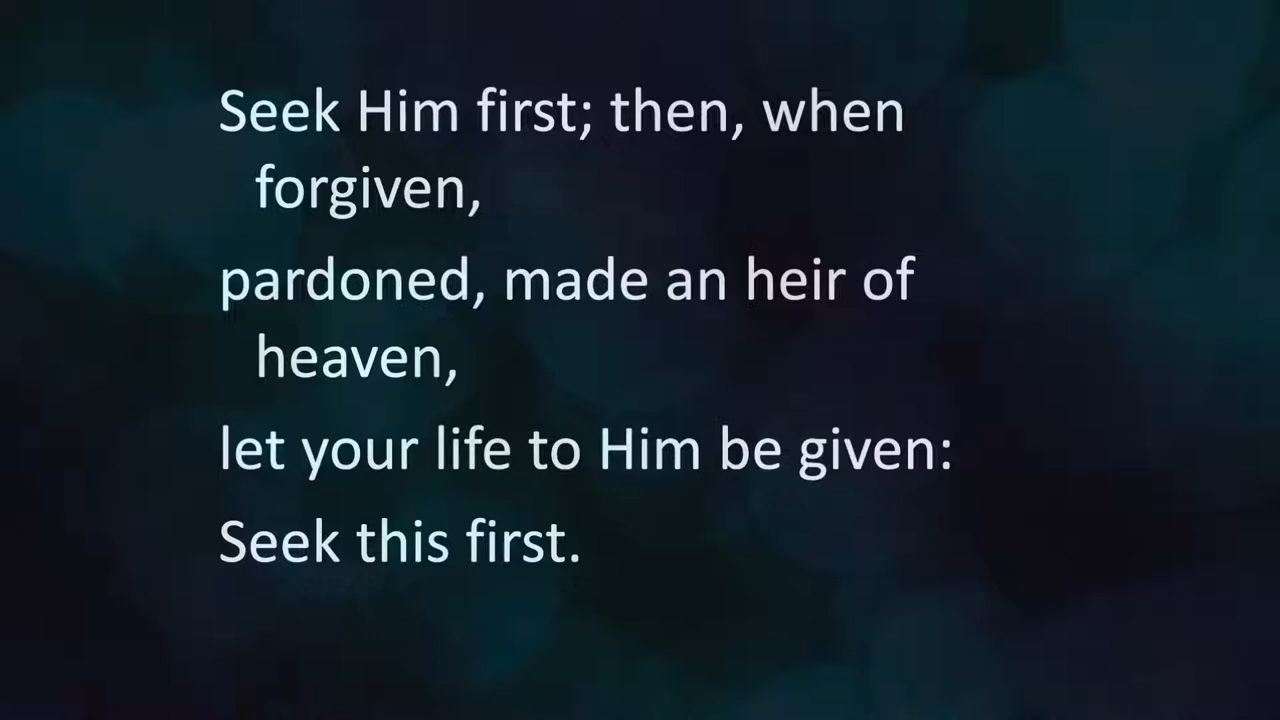 Seek Him first; then, when
forgiven,
pardoned, made an heir of
heaven,
let your life to Him be given:
Seek this first.